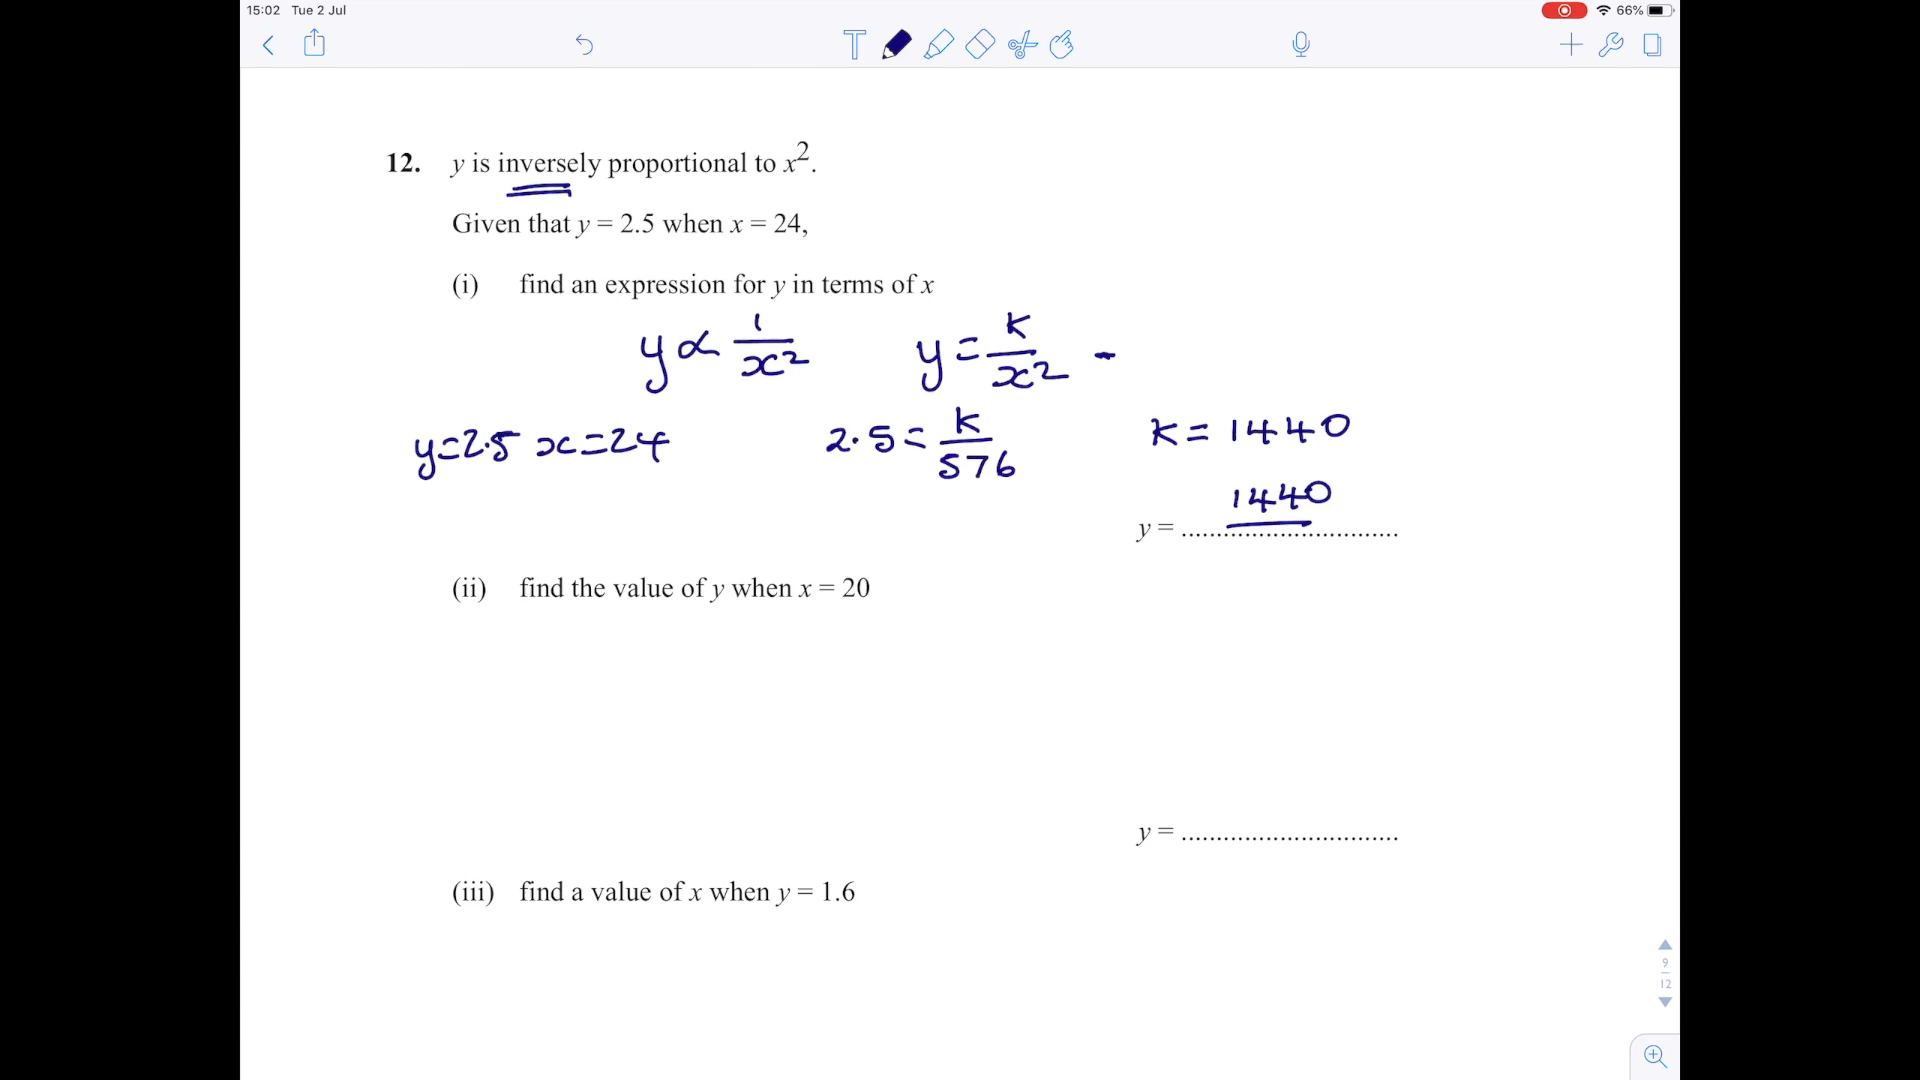 15:02 Tue 2 Jul 66%
T
12. y is inversely proportional to x².
Given that y = 2.5 when x = 24,
(i) find an expression for y in terms of x
y ∝ 1/x² y = k/x² -
y=2.5 x=24 2.5 = k/576 k = 1440
y = 1440
(ii) find the value of y when x = 20
y = ..............................
(iii) find a value of x when y = 1.6
9
12